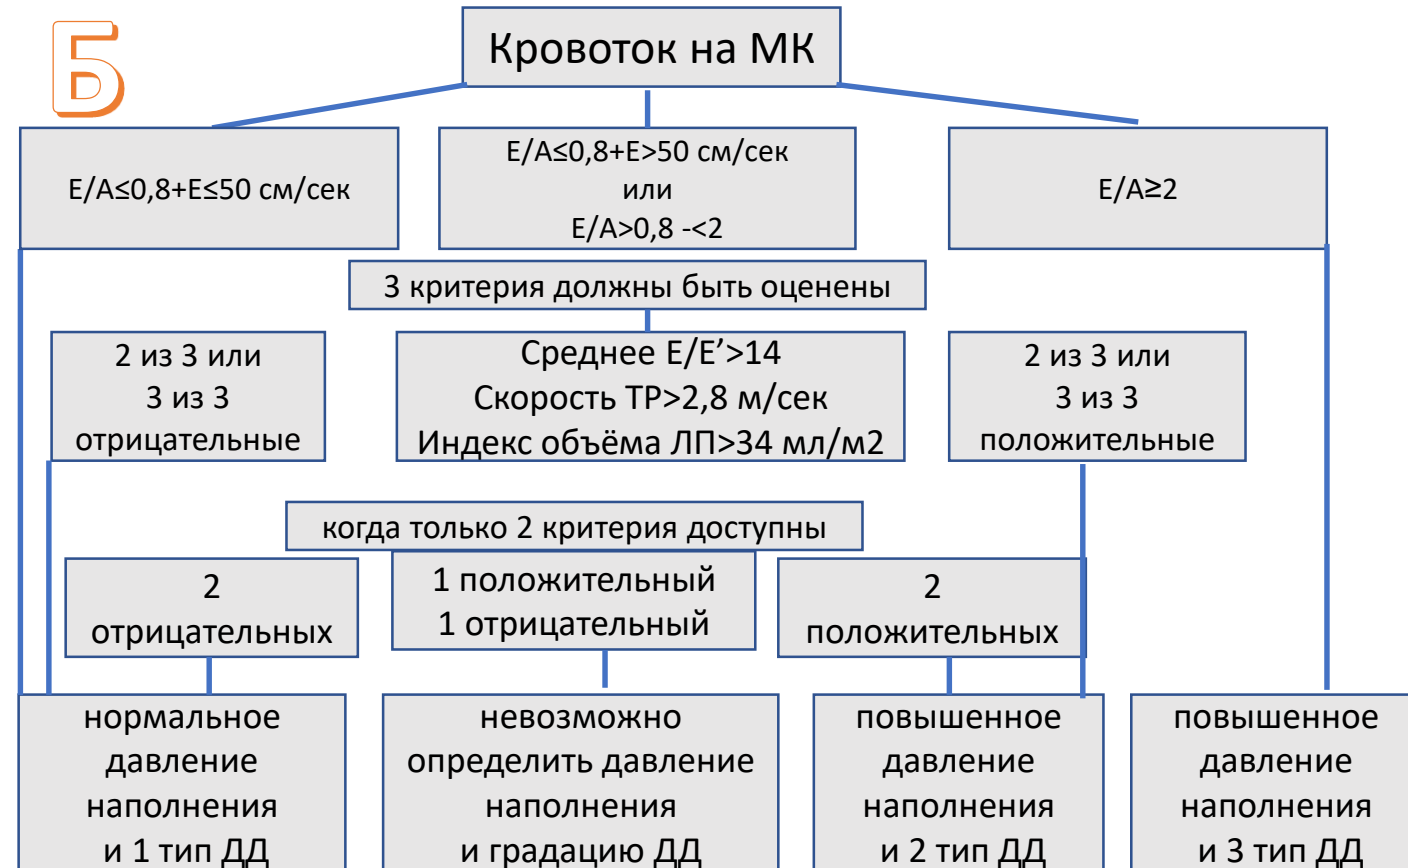 Б
Кровоток на МК
E/A≤0,8+E≤50 см/сек
E/A≤0,8+E>50 см/сек
или
E/A>0,8 -<2
E/A≥2
3 критерия должны быть оценены
2 из 3 или
3 из 3
отрицательные
Среднее E/E’>14
Скорость ТР>2,8 м/сек
Индекс объёма ЛП>34 мл/м2
2 из 3 или
3 из 3
положительные
когда только 2 критерия доступны
2
отрицательных
1 положительный
1 отрицательный
2
положительных
нормальное
давление
наполнения
и 1 тип ДД
невозможно
определить давление
наполнения
и градацию ДД
повышенное
давление
наполнения
и 2 тип ДД
повышенное
давление
наполнения
и 3 тип ДД